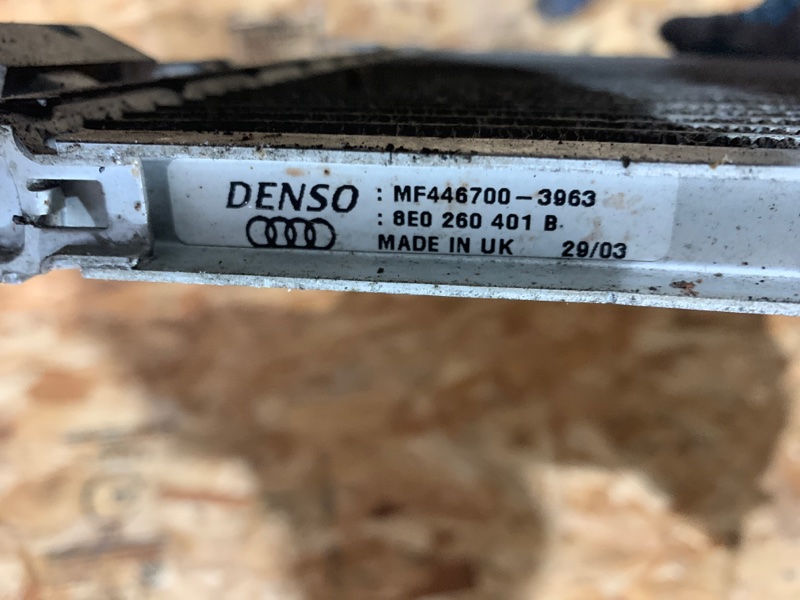 DENSO : MF446700-3963
: 8E0 260 401 B
MADE IN UK 29/03